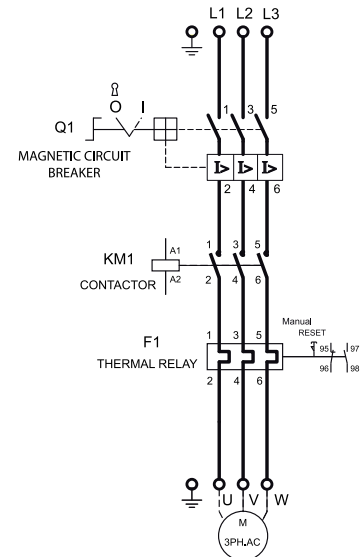 L1 L2 L3
O I
1 3 5
Q1
MAGNETIC CIRCUIT
BREAKER
I> I> I>
2 4 6
1 3 5
A1
KM1
A2
2 4 6
CONTACTOR
Manual
RESET
F1
1 3 5
95 97
THERMAL RELAY
96 98
2 4 6
U V W
M
3PH.AC